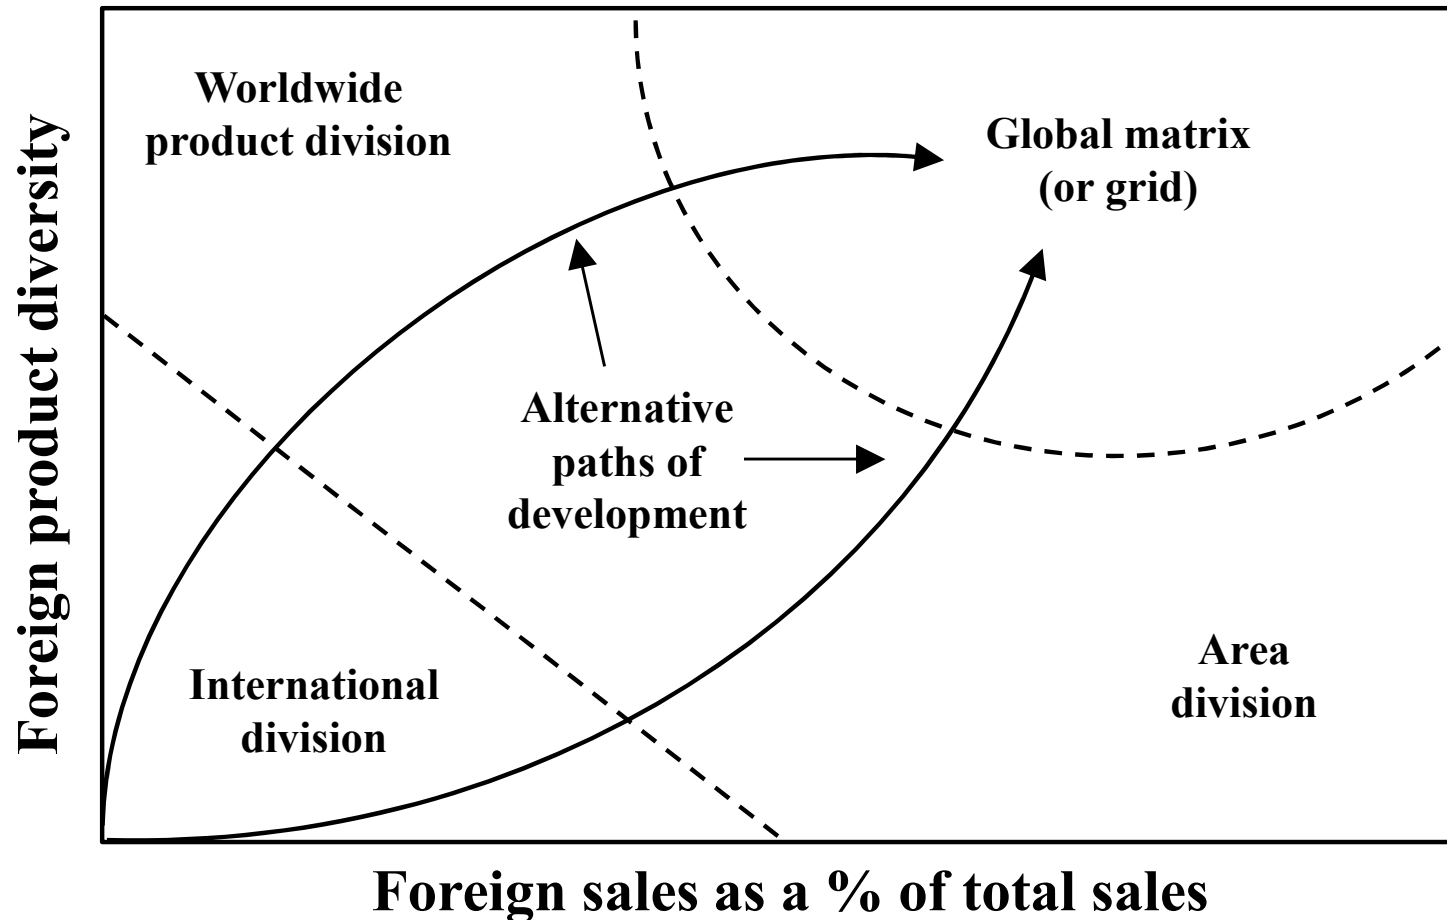 Worldwide
product division
Global matrix
(or grid)
Foreign product diversity
Alternative
paths of
development
International
division
Area
division
Foreign sales as a % of total sales